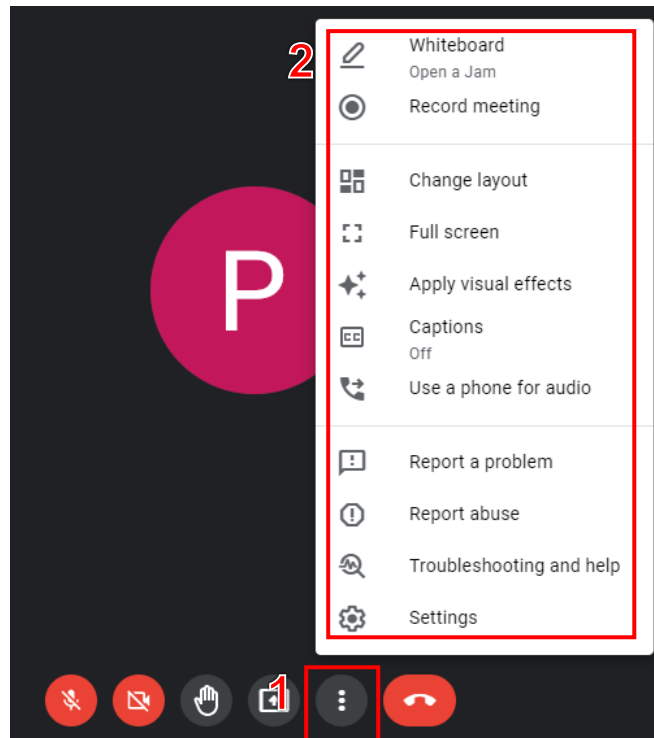 2
Whiteboard
Open a Jam
Record meeting
Change layout
Full screen
P
Apply visual effects
Captions
CC
Off
Use a phone for audio
Report a problem
Report abuse
Troubleshooting and help
Settings
1